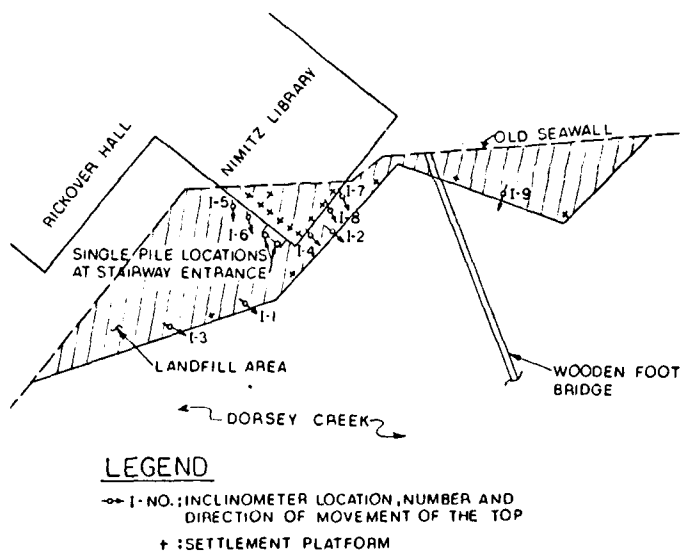 RICKOVER HALL
NIMITZ LIBRARY
OLD SEAWALL
I-5
I-7
I-9
I-6
I-8
I-2
I-4
SINGLE PILE LOCATIONS
AT STAIRWAY ENTRANCE
I-1
I-3
LANDFILL AREA
WOODEN FOOT
BRIDGE
DORSEY CREEK
LEGEND
I-NO.; INCLINOMETER LOCATION, NUMBER AND
DIRECTION OF MOVEMENT OF THE TOP
+ : SETTLEMENT PLATFORM